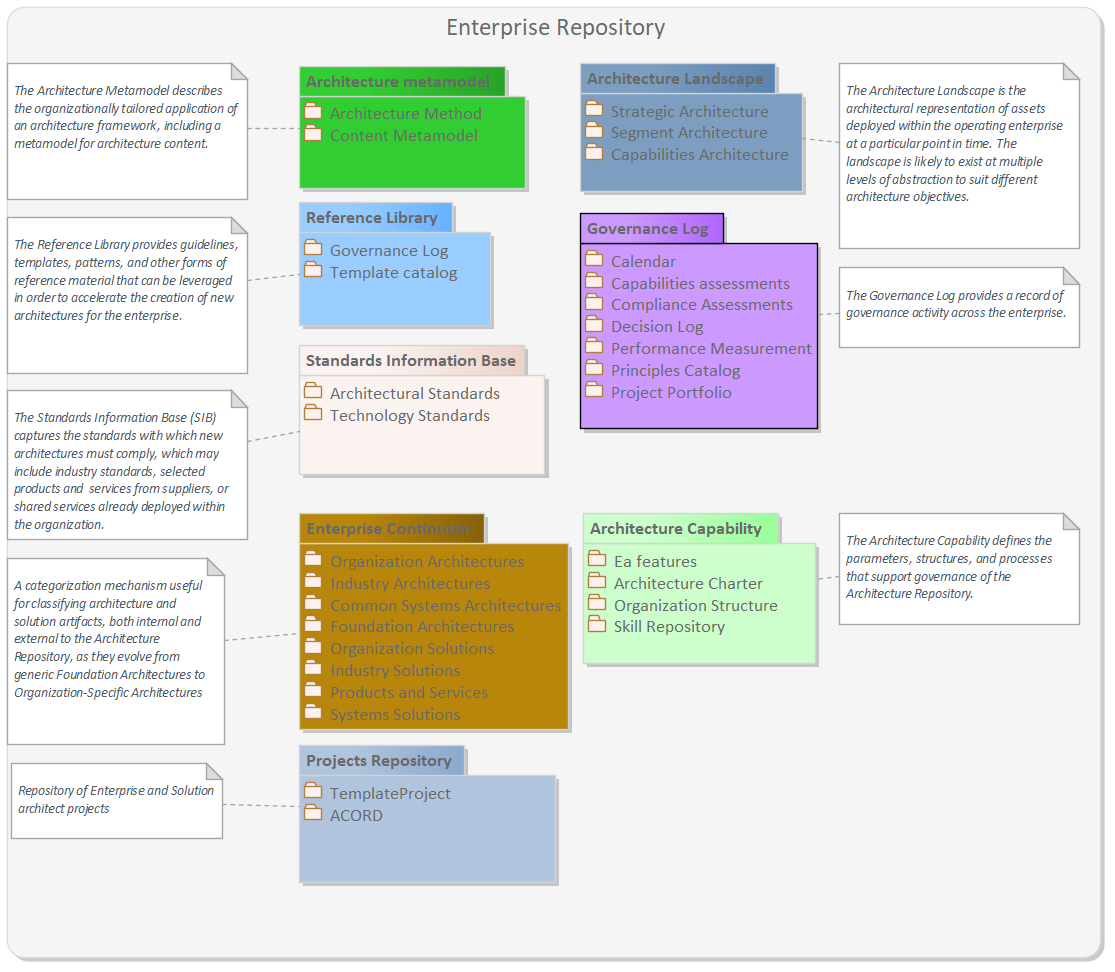 Enterprise Repository
The Architecture Metamodel describes
the organizationally tailored application of
an architecture framework, including a
metamodel for architecture content.
Architecture metamodel
Architecture Method
Content Metamodel
Architecture Landscape
Strategic Architecture
Segment Architecture
Capabilities Architecture
The Architecture Landscape is the
architectural representation of assets
deployed within the operating enterprise
at a particular point in time. The
landscape is likely to exist at multiple
levels of abstraction to suit different
architecture objectives.
The Reference Library provides guidelines,
templates, patterns, and other forms of
reference material that can be leveraged
in order to accelerate the creation of new
architectures for the enterprise.
Reference Library
Governance Log
Template catalog
Governance Log
Calendar
Capabilities assessments
Compliance Assessments
Decision Log
Performance Measurement
Principles Catalog
Project Portfolio
The Governance Log provides a record of
governance activity across the enterprise.
The Standards Information Base (SIB)
captures the standards with which new
architectures must comply, which may
include industry standards, selected
products and  services from suppliers, or
shared services already deployed within
the organization.
Standards Information Base
Architectural Standards
Technology Standards
A categorization mechanism useful
for classifying architecture and
solution artifacts, both internal and
external to the Architecture
Repository, as they evolve from
generic Foundation Architectures to
Organization-Specific Architectures
Enterprise Continuum
Organization Architectures
Industry Architectures
Common Systems Architectures
Foundation Architectures
Organization Solutions
Industry Solutions
Products and Services
Systems Solutions
Architecture Capability
Ea features
Architecture Charter
Organization Structure
Skill Repository
The Architecture Capability defines the
parameters, structures, and processes
that support governance of the
Architecture Repository.
Repository of Enterprise and Solution
architect projects
Projects Repository
TemplateProject
ACORD